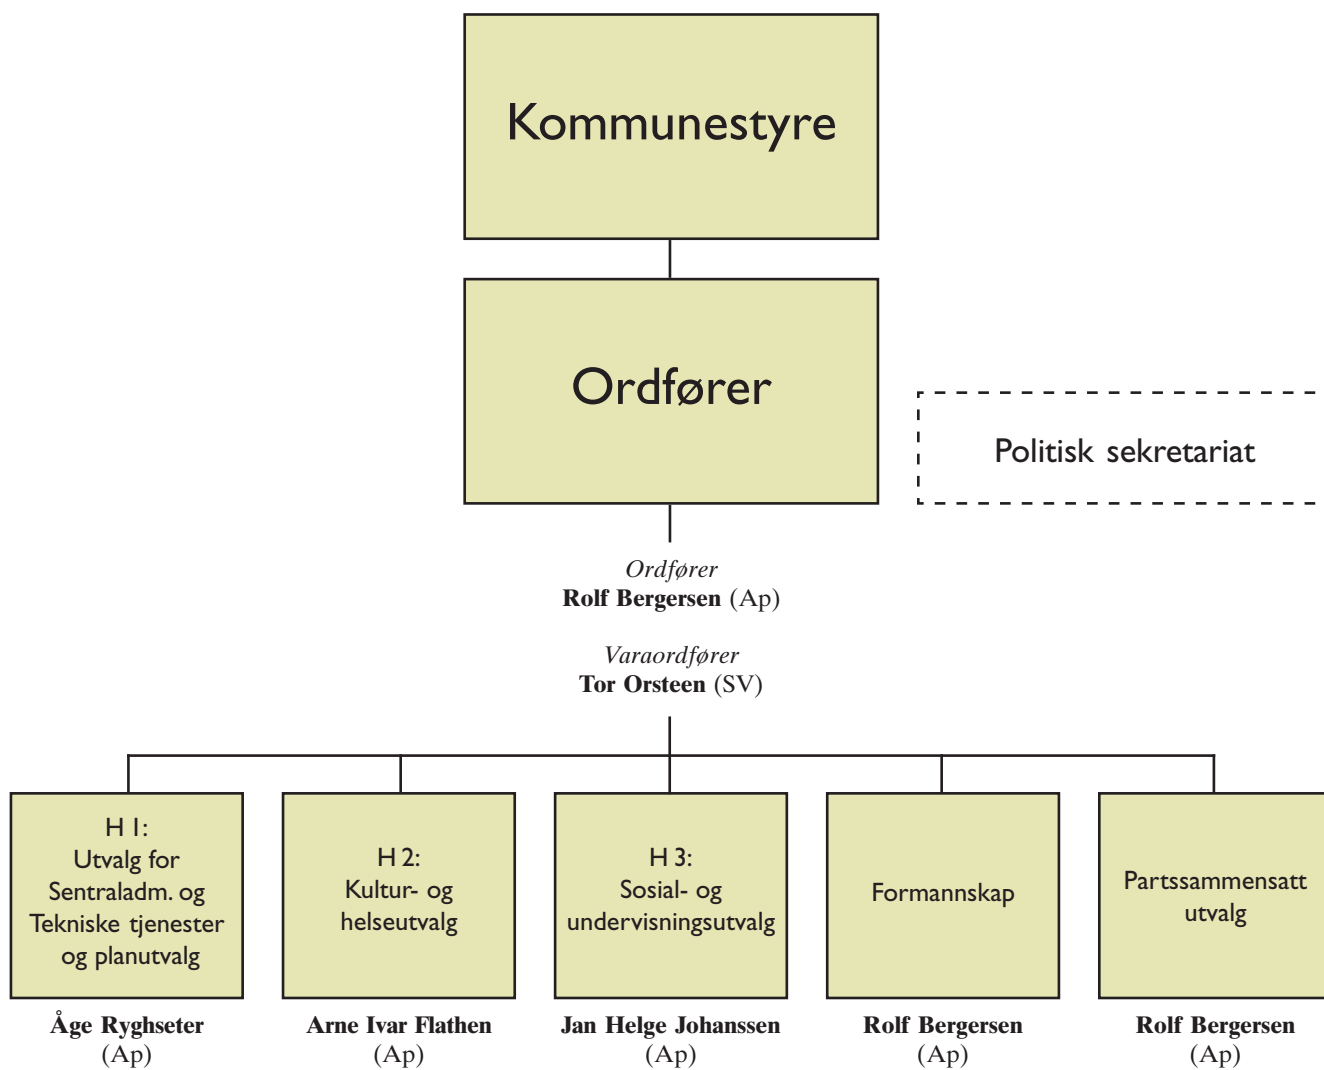 Kommunestyre
Ordfører
Politisk sekretariat
Ordfører
Rolf Bergersen (Ap)
Varaordfører
Tor Orsteen (SV)
H 1:
Utvalg for
Sentraladm. og
Tekniske tjenester
og planutvalg
Åge Ryghseter
(Ap)
H 2:
Kultur- og
helseutvalg
Arne Ivar Flathen
(Ap)
H 3:
Sosial- og
undervisningsutvalg
Jan Helge Johanssen
(Ap)
Formannskap
Rolf Bergersen
(Ap)
Partssammensatt
utvalg
Rolf Bergersen
(Ap)